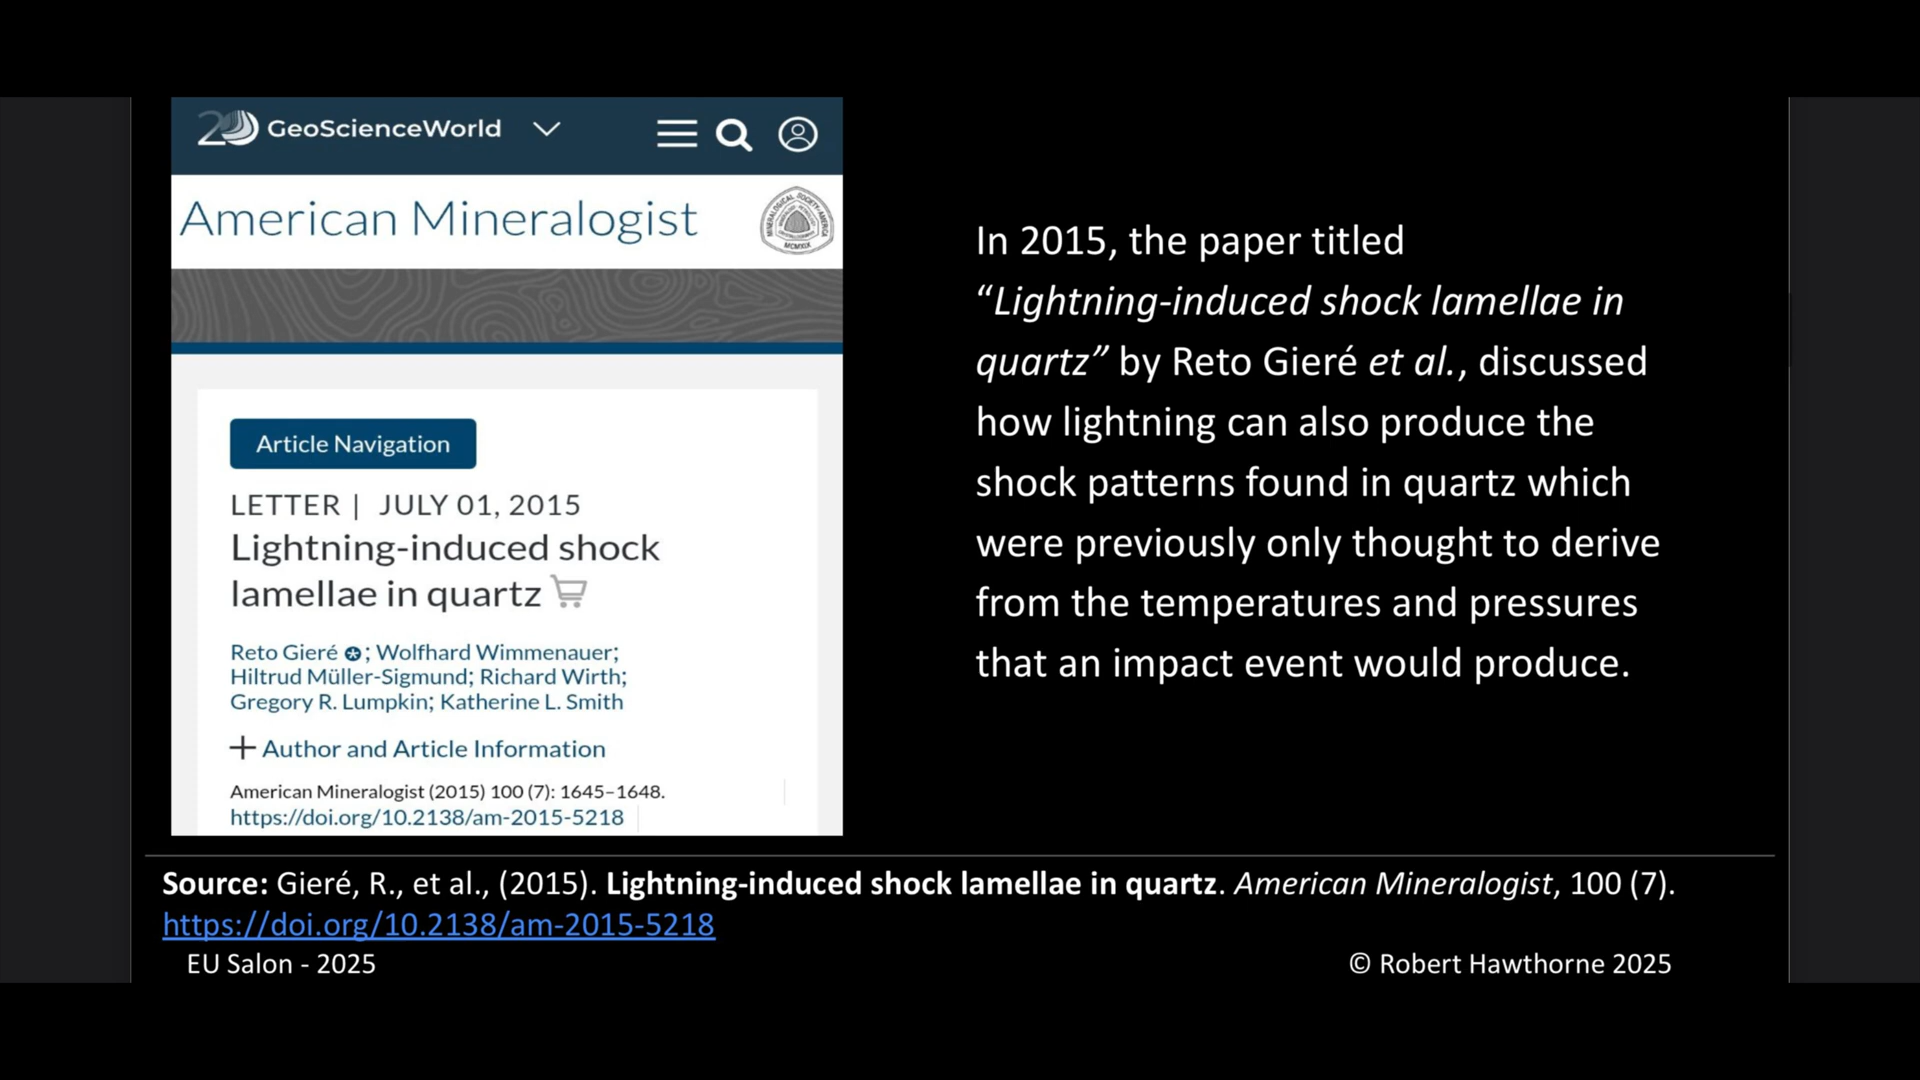 20 GeoScienceWorld
American Mineralogist
MINERALOGICAL SOCIETY AMERICA
MCMXIX
Article Navigation
LETTER | JULY 01, 2015
Lightning-induced shock
lamellae in quartz
Reto Gieré ; Wolfhard Wimmenauer;
Hiltrud Müller-Sigmund; Richard Wirth;
Gregory R. Lumpkin; Katherine L. Smith
+ Author and Article Information
American Mineralogist (2015) 100 (7): 1645–1648.
https://doi.org/10.2138/am-2015-5218
In 2015, the paper titled
“Lightning-induced shock lamellae in
quartz” by Reto Gieré et al., discussed
how lightning can also produce the
shock patterns found in quartz which
were previously only thought to derive
from the temperatures and pressures
that an impact event would produce.
Source: Gieré, R., et al., (2015). Lightning-induced shock lamellae in quartz. American Mineralogist, 100 (7).
https://doi.org/10.2138/am-2015-5218
EU Salon - 2025
© Robert Hawthorne 2025